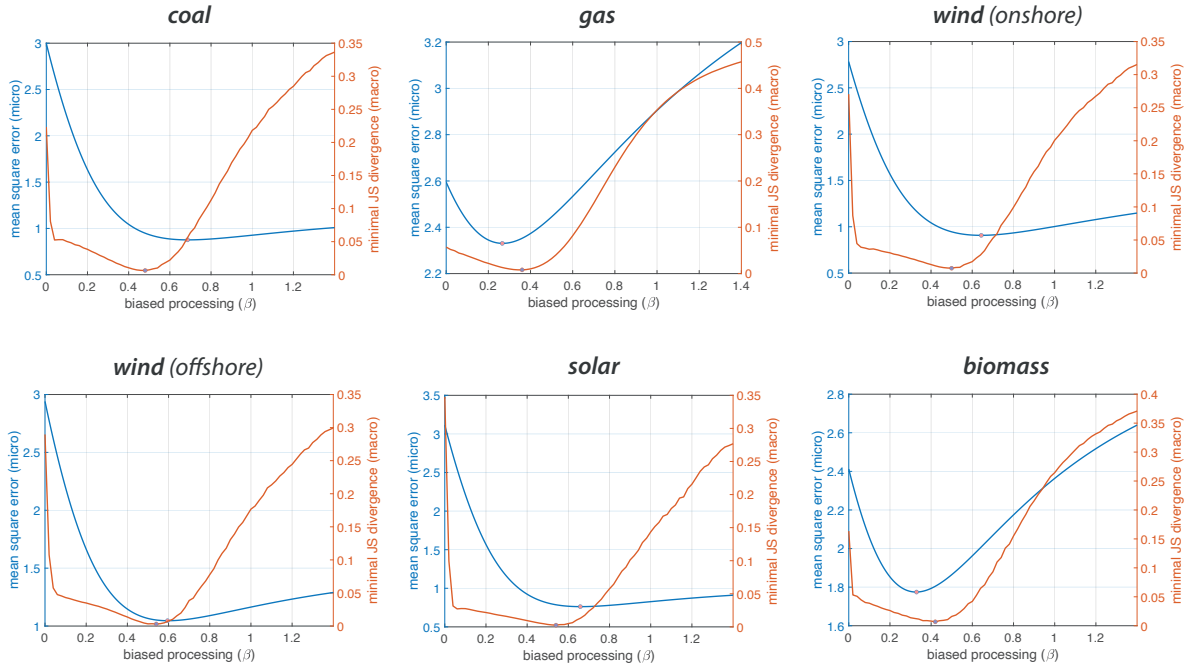 coal
gas
wind (onshore)
3
2.5
2
1.5
1
0.5
mean square error (micro)
0.35
0.3
0.25
0.2
0.15
0.1
0.05
0
minimal JS divergence (macro)
0 0.2 0.4 0.6 0.8 1 1.2
biased processing (β)
3.2
3
2.8
2.6
2.4
2.2
mean square error (micro)
0.5
0.4
0.3
0.2
0.1
0
minimal JS divergence (macro)
0 0.2 0.4 0.6 0.8 1 1.2 1.4
biased processing (β)
3
2.5
2
1.5
1
0.5
mean square error (micro)
0.35
0.3
0.25
0.2
0.15
0.1
0.05
0
minimal JS divergence (macro)
0 0.2 0.4 0.6 0.8 1 1.2
biased processing (β)
wind (offshore)
solar
biomass
3
2.5
2
1.5
1
mean square error (micro)
0.35
0.3
0.25
0.2
0.15
0.1
0.05
0
minimal JS divergence (macro)
0 0.2 0.4 0.6 0.8 1 1.2
biased processing (β)
3.5
3
2.5
2
1.5
1
0.5
mean square error (micro)
0.35
0.3
0.25
0.2
0.15
0.1
0.05
0
minimal JS divergence (macro)
0 0.2 0.4 0.6 0.8 1 1.2
biased processing (β)
2.8
2.6
2.4
2.2
2
1.8
1.6
mean square error (micro)
0.4
0.35
0.3
0.25
0.2
0.15
0.1
0.05
0
minimal JS divergence (macro)
0 0.2 0.4 0.6 0.8 1 1.2
biased processing (β)